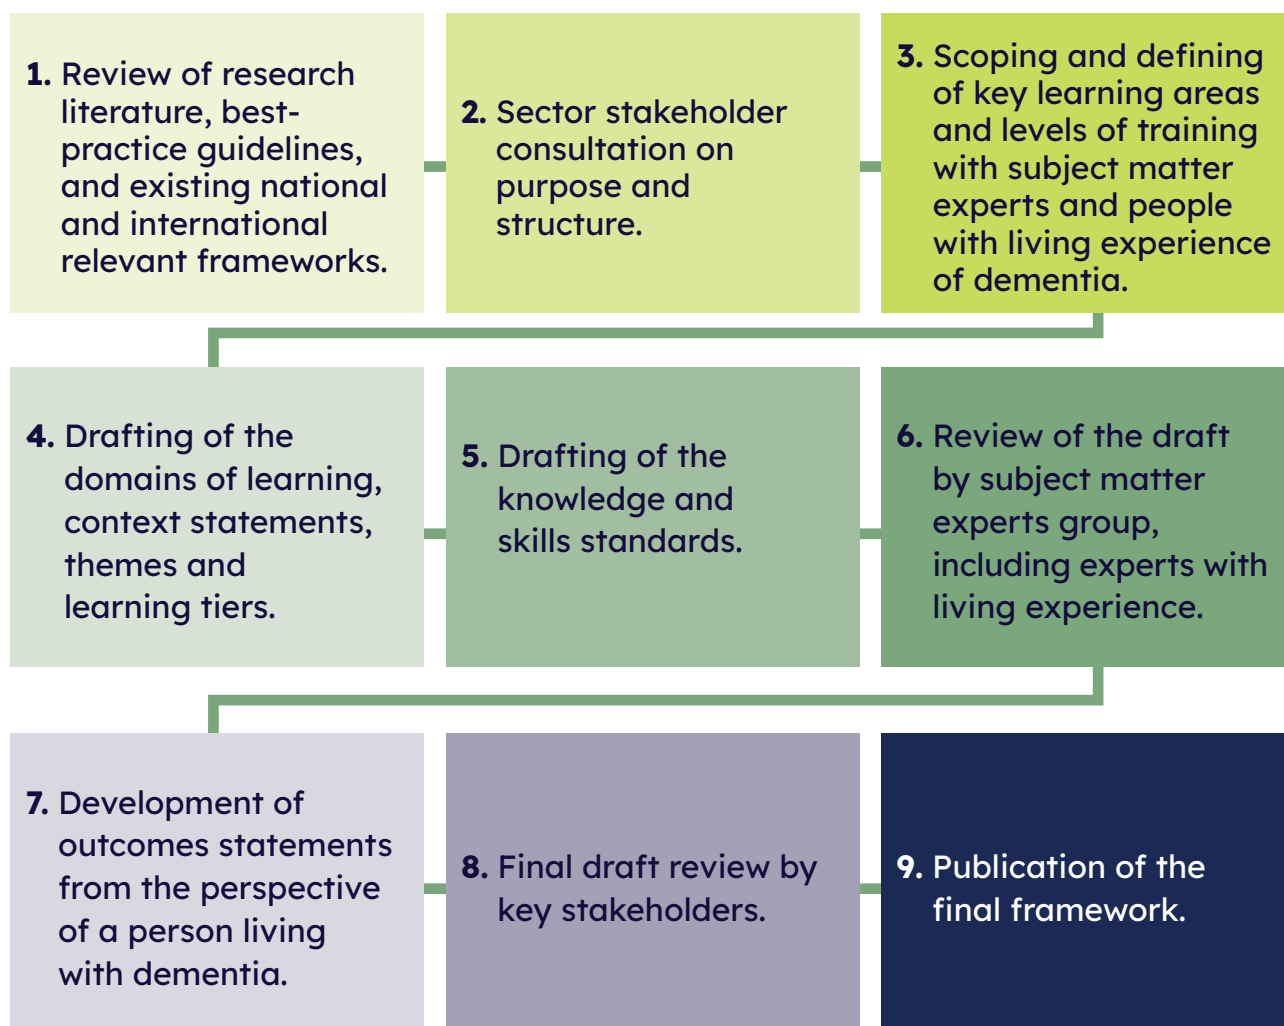 1. Review of research
literature, best-
practice guidelines,
and existing national
and international
relevant frameworks.
2. Sector stakeholder
consultation on
purpose and
structure.
3. Scoping and defining
of key learning areas
and levels of training
with subject matter
experts and people
with living experience
of dementia.
4. Drafting of the
domains of learning,
context statements,
themes and
learning tiers.
5. Drafting of the
knowledge and
skills standards.
6. Review of the draft
by subject matter
experts group,
including experts with
living experience.
7. Development of
outcomes statements
from the perspective
of a person living
with dementia.
8. Final draft review by
key stakeholders.
9. Publication of the
final framework.